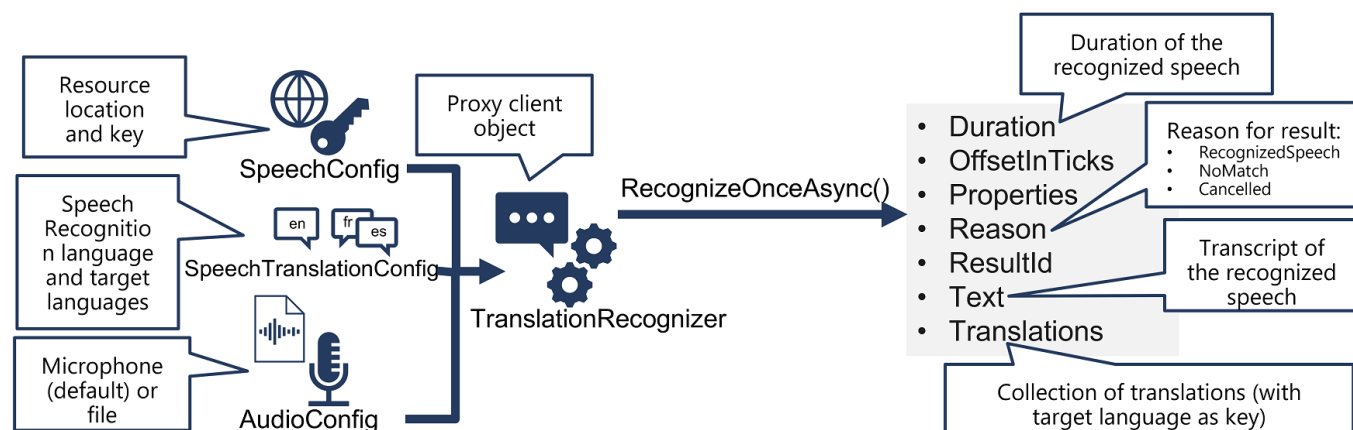 Resource
location
and key
SpeechConfig
Speech
Recognitio
n language
and target
languages
en
fr
es
SpeechTranslationConfig
Microphone
(default) or
file
AudioConfig
Proxy client
object
TranslationRecognizer
RecognizeOnceAsync()
• Duration
• OffsetInTicks
• Properties
• Reason
• ResultId
• Text
• Translations
Duration of the
recognized speech
Reason for result:
• RecognizedSpeech
• NoMatch
• Cancelled
Transcript of
the recognized
speech
Collection of translations (with
target language as key)